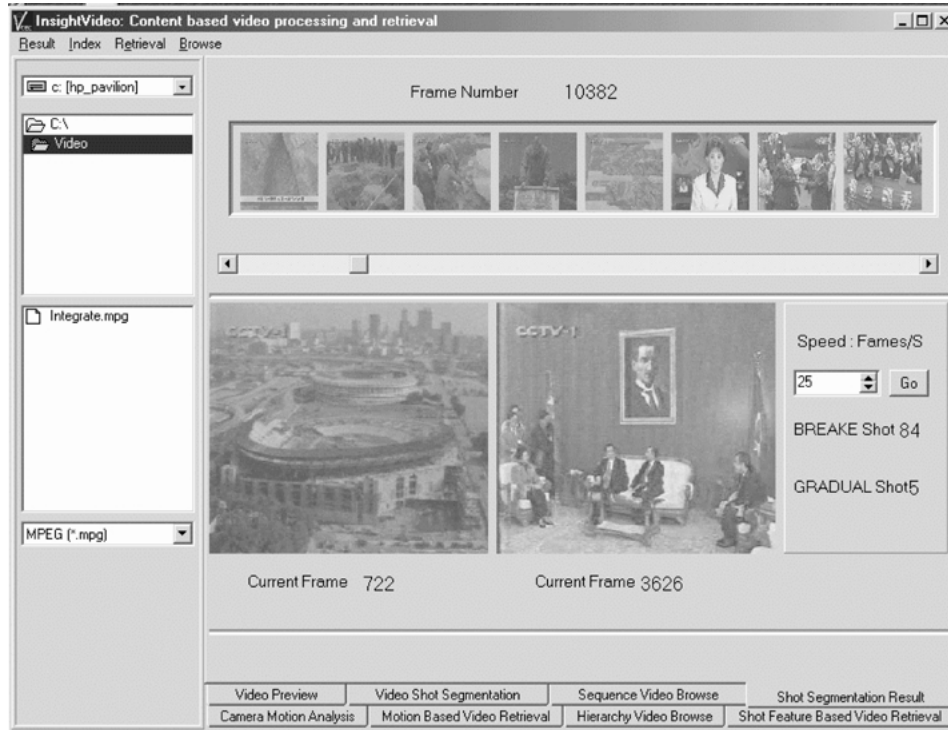 InsightVideo: Content based video processing and retrieval
Result Index Retrieval Browse
c: [hp_pavilion]
C:\
Video
Frame Number 10382
Integrate.mpg
CCTV-1
CCTV-1
Speed : Fames/S
25 Go
BREAKE Shot 84
GRADUAL Shot5
MPEG (*.mpg)
Current Frame 722
Current Frame 3626
Video Preview Video Shot Segmentation Sequence Video Browse Shot Segmentation Result
Camera Motion Analysis Motion Based Video Retrieval Hierarchy Video Browse Shot Feature Based Video Retrieval